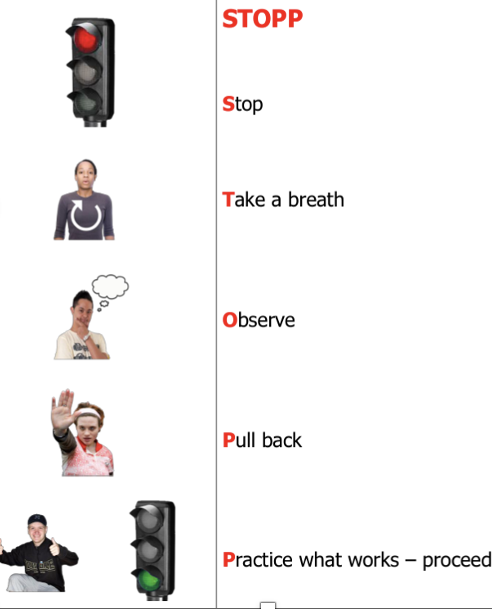 STOPP
Stop
Take a breath
Observe
Pull back
Practice what works – proceed